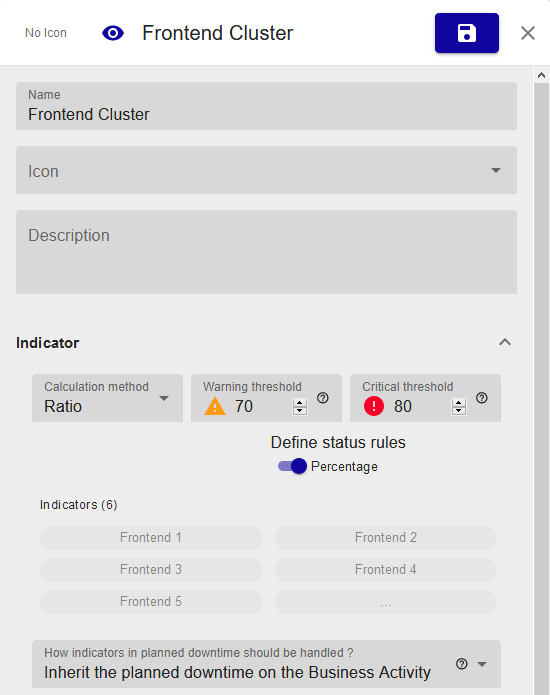 No Icon Frontend Cluster
Name
Frontend Cluster
Icon
Description
Indicator
Calculation method Warning threshold Critical threshold
Ratio 70 80
Define status rules
Percentage
Indicators (6)
Frontend 1 Frontend 2
Frontend 3 Frontend 4
Frontend 5 ...
How indicators in planned downtime should be handled ?
Inherit the planned downtime on the Business Activity